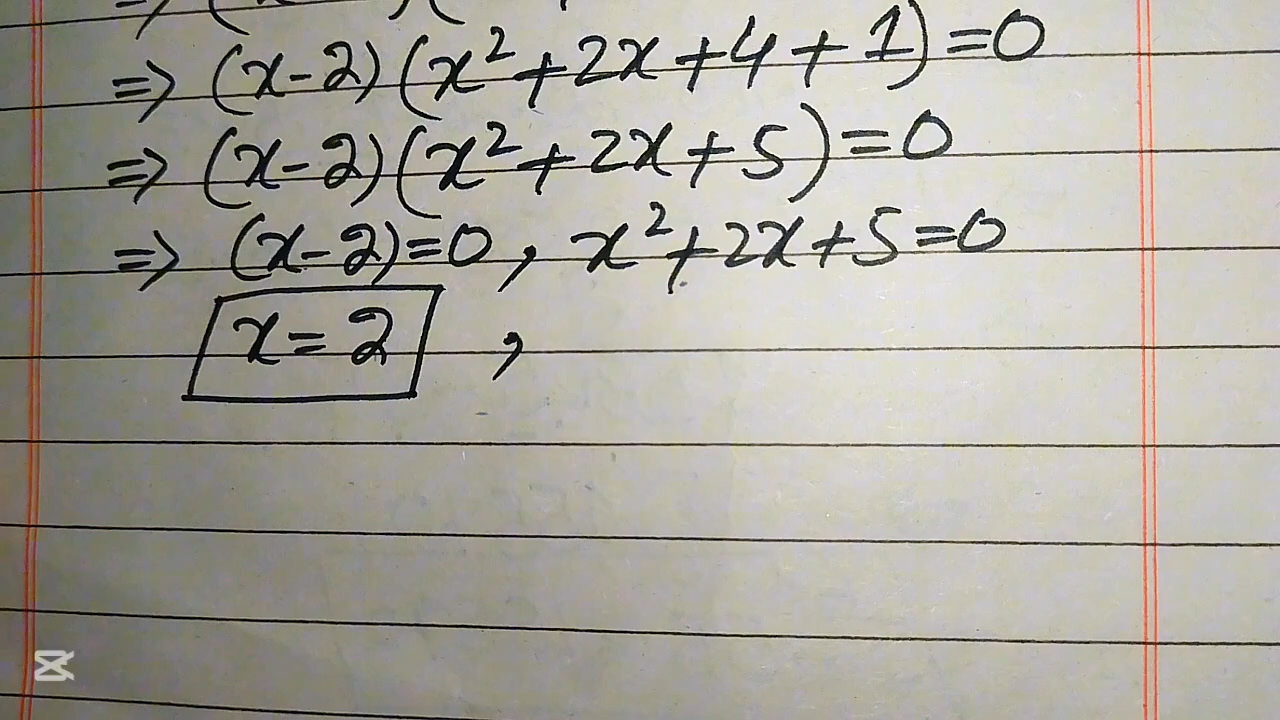 ⇒ (x-2)(x²+2x+4+1)=0
⇒ (x-2)(x²+2x+5)=0
⇒ (x-2)=0, x²+2x+5=0
x=2 ,